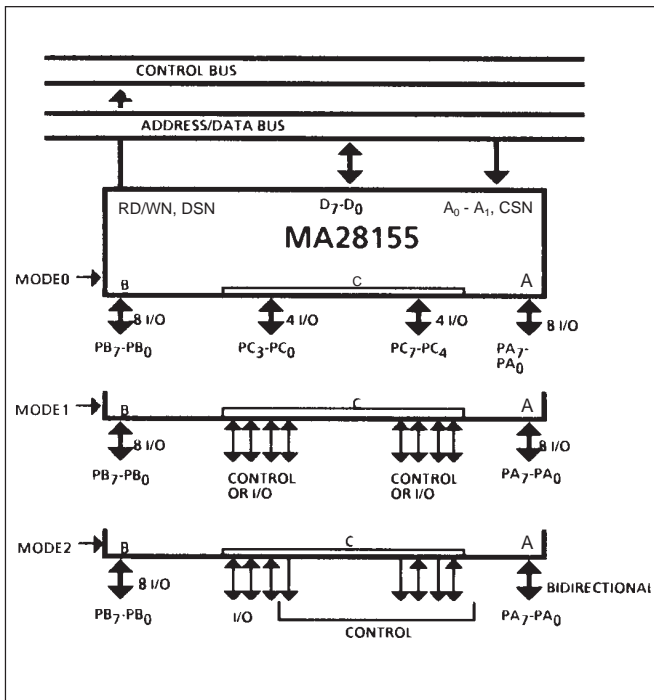 CONTROL BUS
ADDRESS/DATA BUS
RD/WN, DSN D7-D0 A0 - A1, CSN
MA28155
MODE0 B C A
8 I/O 4 I/O 4 I/O 8 I/O
PB7-PB0 PC3-PC0 PC7-PC4 PA7-
PA0
MODE1 B C A
8 I/O 8 I/O
PB7-PB0 CONTROL CONTROL PA7-PA0
OR I/O OR I/O
MODE2 B C A
8 I/O BIDIRECTIONAL
PB7-PB0 I/O PA7-PA0
CONTROL